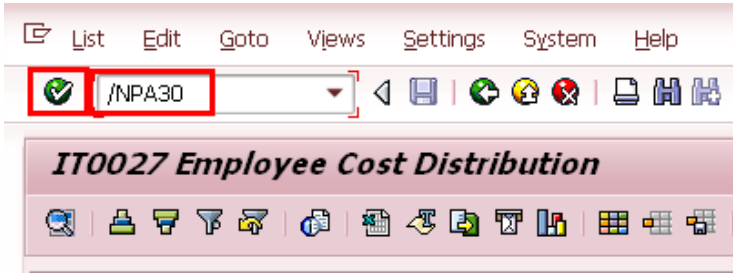 List Edit Goto Views Settings System Help
/NPA30
IT0027 Employee Cost Distribution